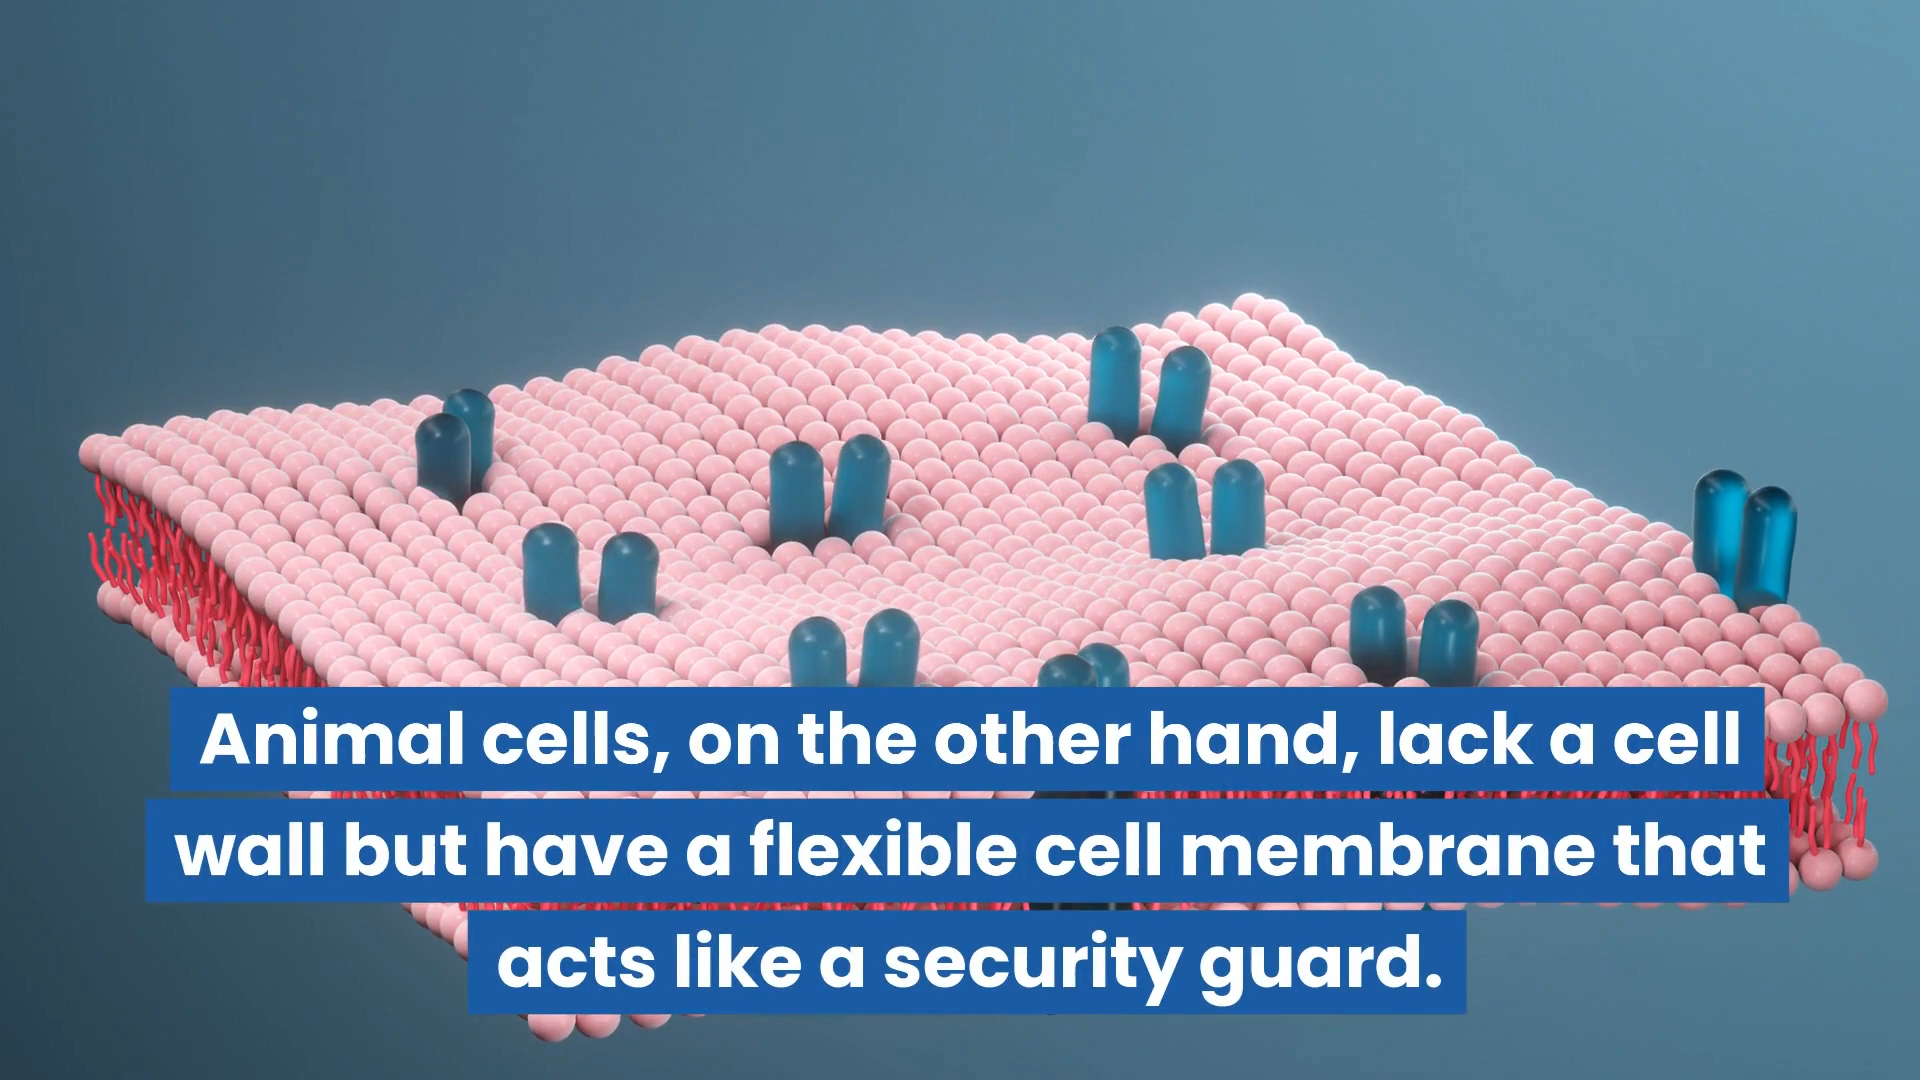 Animal cells, on the other hand, lack a cell
wall but have a flexible cell membrane that
acts like a security guard.